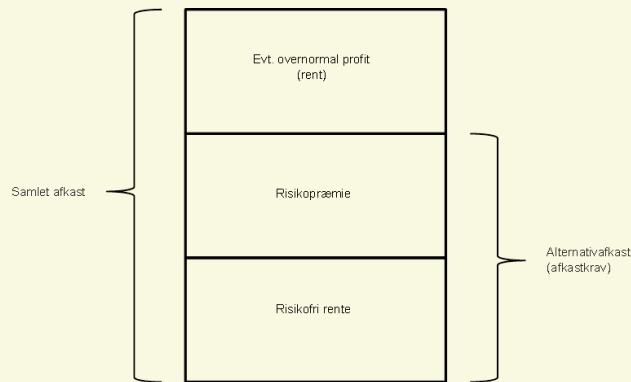 Evt. overnormal profit
(rent)
Samlet afkast
Risikopræmie
Alternativafkast
(afkastkrav)
Risikofri rente